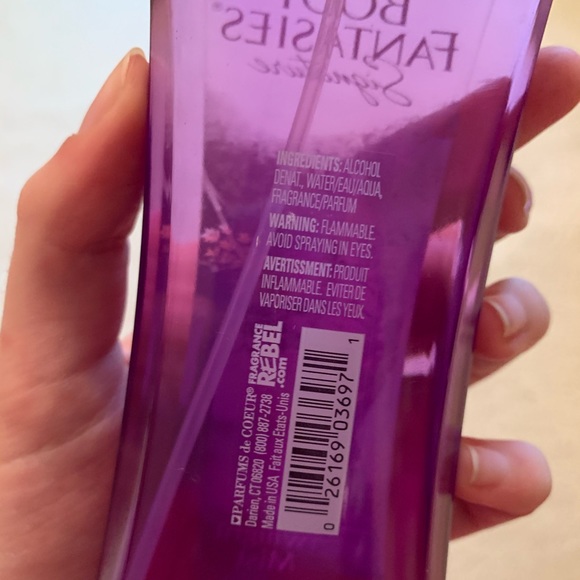 BODY
FANTASIES®
Signature
INGREDIENTS: ALCOHOL
DENAT., WATER/EAU/AQUA,
FRAGRANCE/PARFUM
WARNING: FLAMMABLE.
AVOID SPRAYING IN EYES.
AVERTISSMENT: PRODUIT
INFLAMMABLE. EVITER DE
VAPORISER DANS LES YEUX.
PARFUMS de COEUR®
Darien, CT 06820 (800) 887-2738
Made in USA Fait aux Etats-Unis
FRAGRANCE
REBEL
.com
0 26169 03697 1